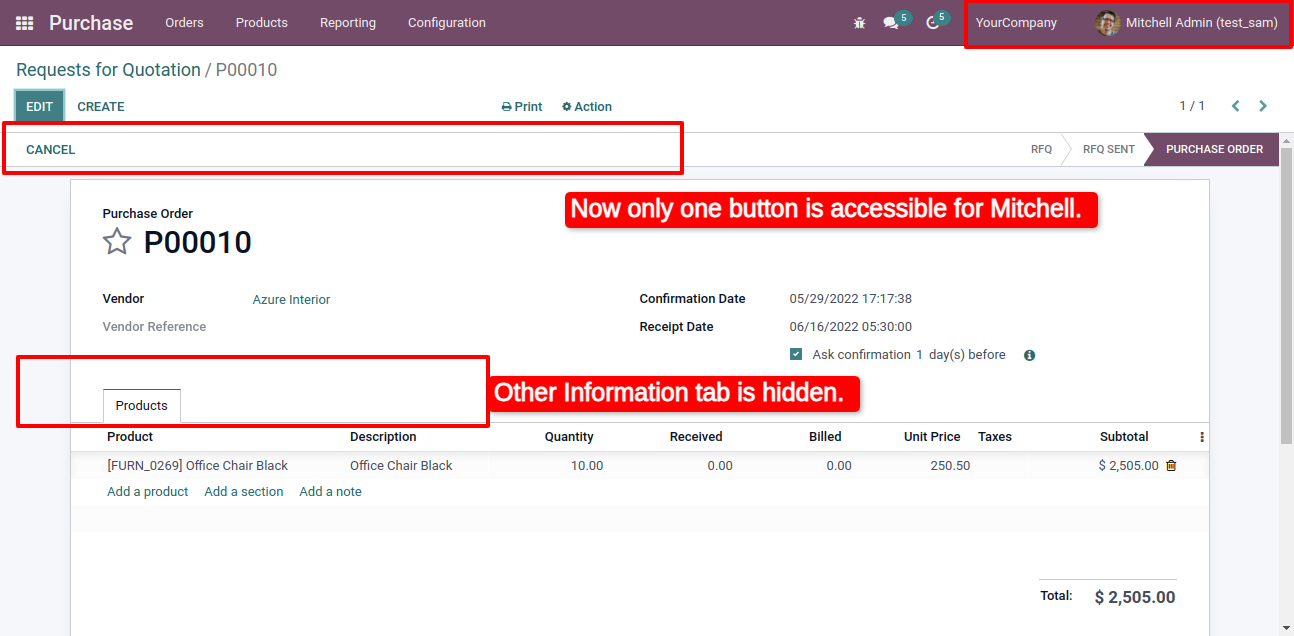 Purchase Orders Products Reporting Configuration 5 5 YourCompany Mitchell Admin (test_sam)
Requests for Quotation / P00010
EDIT CREATE Print Action 1 / 1
CANCEL RFQ RFQ SENT PURCHASE ORDER
Now only one button is accessible for Mitchell.
Purchase Order
P00010
Vendor Azure Interior Confirmation Date 05/29/2022 17:17:38
Vendor Reference Receipt Date 06/16/2022 05:30:00
Ask confirmation 1 day(s) before
Other Information tab is hidden.
Products
Product Description Quantity Received Billed Unit Price Taxes Subtotal
[FURN_0269] Office Chair Black Office Chair Black 10.00 0.00 0.00 250.50 $ 2,505.00
Add a product Add a section Add a note
Total: $ 2,505.00